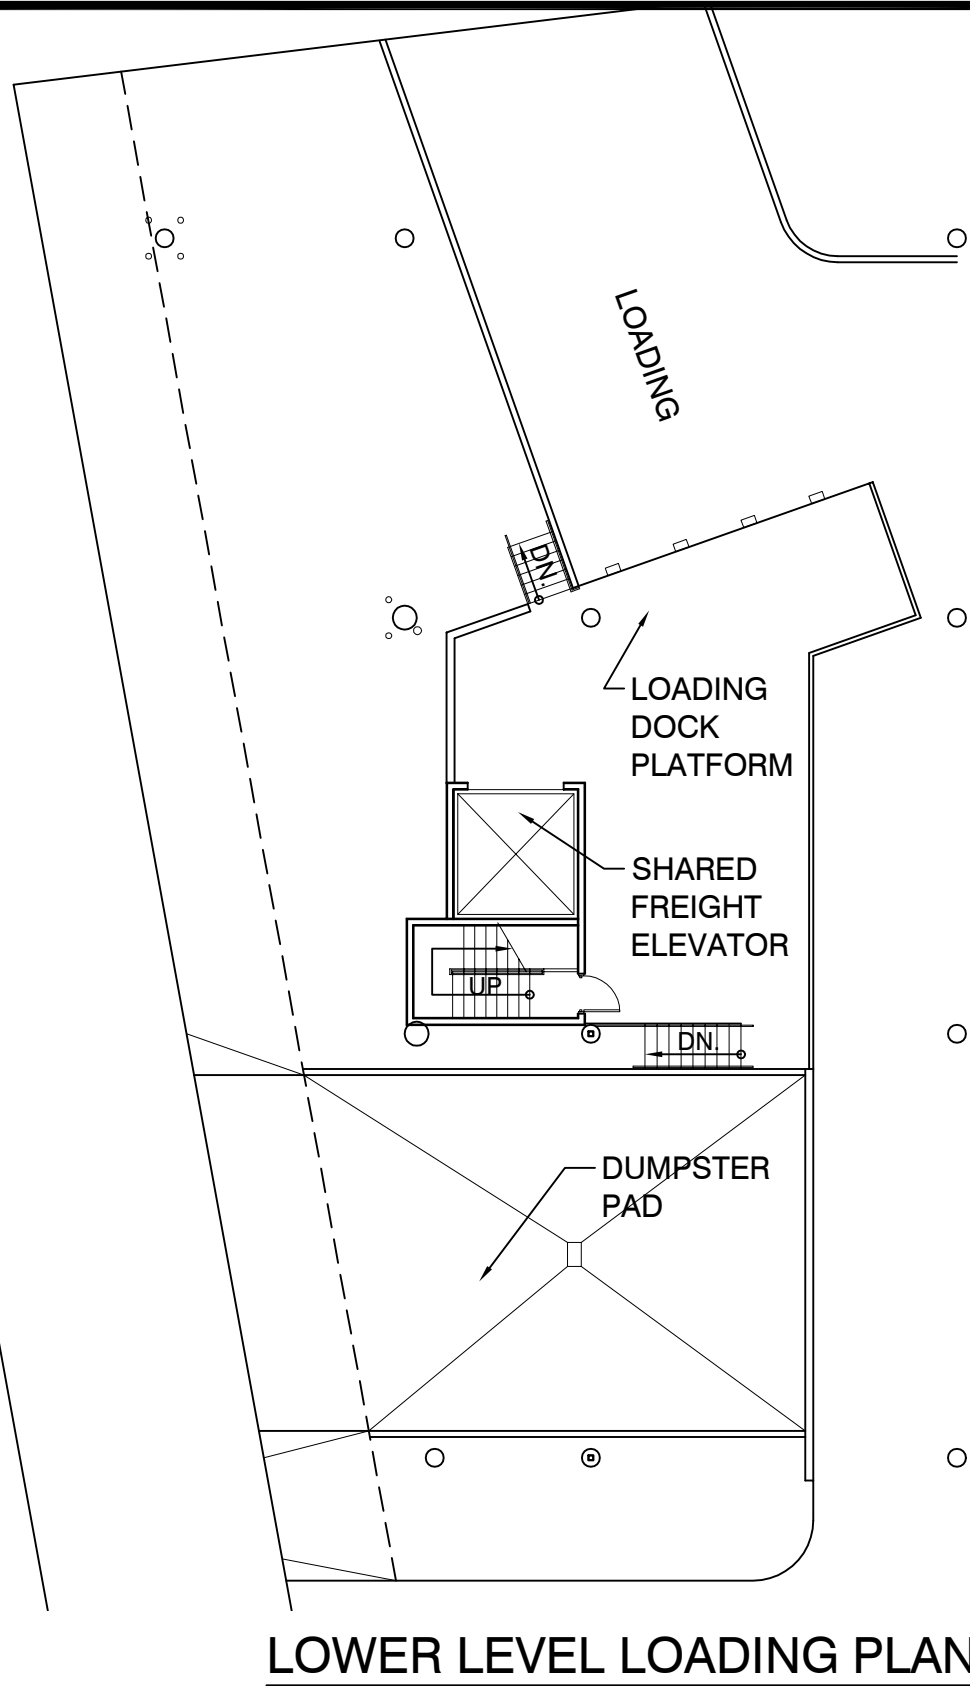 LOADING
DN.
LOADING
DOCK
PLATFORM
SHARED
FREIGHT
ELEVATOR
UP
DN.
DUMPSTER
PAD
LOWER LEVEL LOADING PLAN